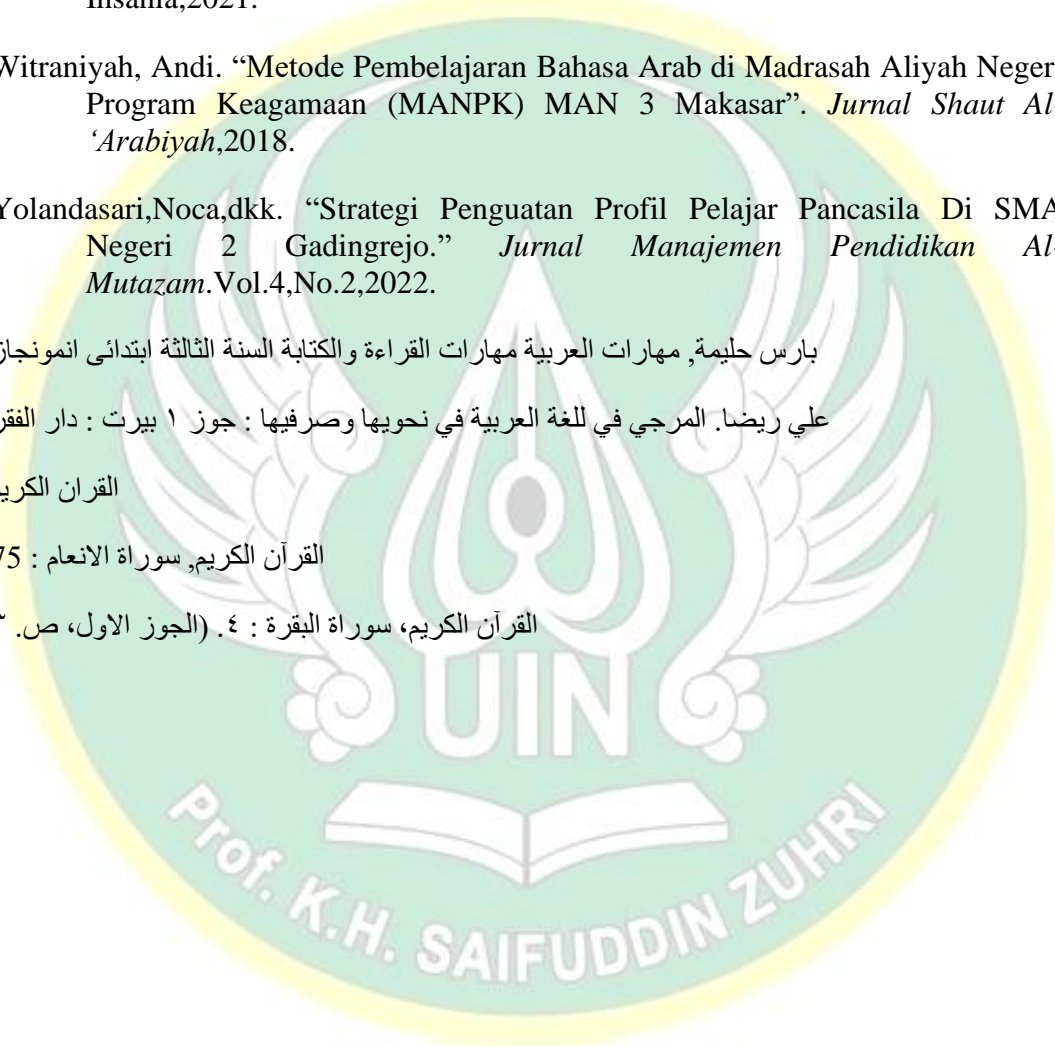 Insania,2021.
Witraniyah, Andi. “Metode Pembelajaran Bahasa Arab di Madrasah Aliyah Neger
Program Keagamaan (MANPK) MAN 3 Makasar”. Jurnal Shaut Al-
‘Arabiyah,2018.
Yolandasari,Noca,dkk. “Strategi Penguatan Profil Pelajar Pancasila Di SMA
Negeri 2 Gadingrejo.” Jurnal Manajemen Pendidikan Al-
Mutazam.Vol.4,No.2,2022.
بارس حليمة, مهارات العربية مهارات القراءة والكتابة السنة الثالثة ابتدائى انمونجاز
علي ريضا. المرجي في للغة العربية في نحويها وصرفيها : جوز ١ بيرت : دار الفقر
القران الكريم
القرآن الكريم, سوراة الانعام : 75
القرآن الكريم، سوراة البقرة : ٤. (الجوز الاول، ص.
UIN
Prof. K.H. SAIFUDDIN ZUHRI